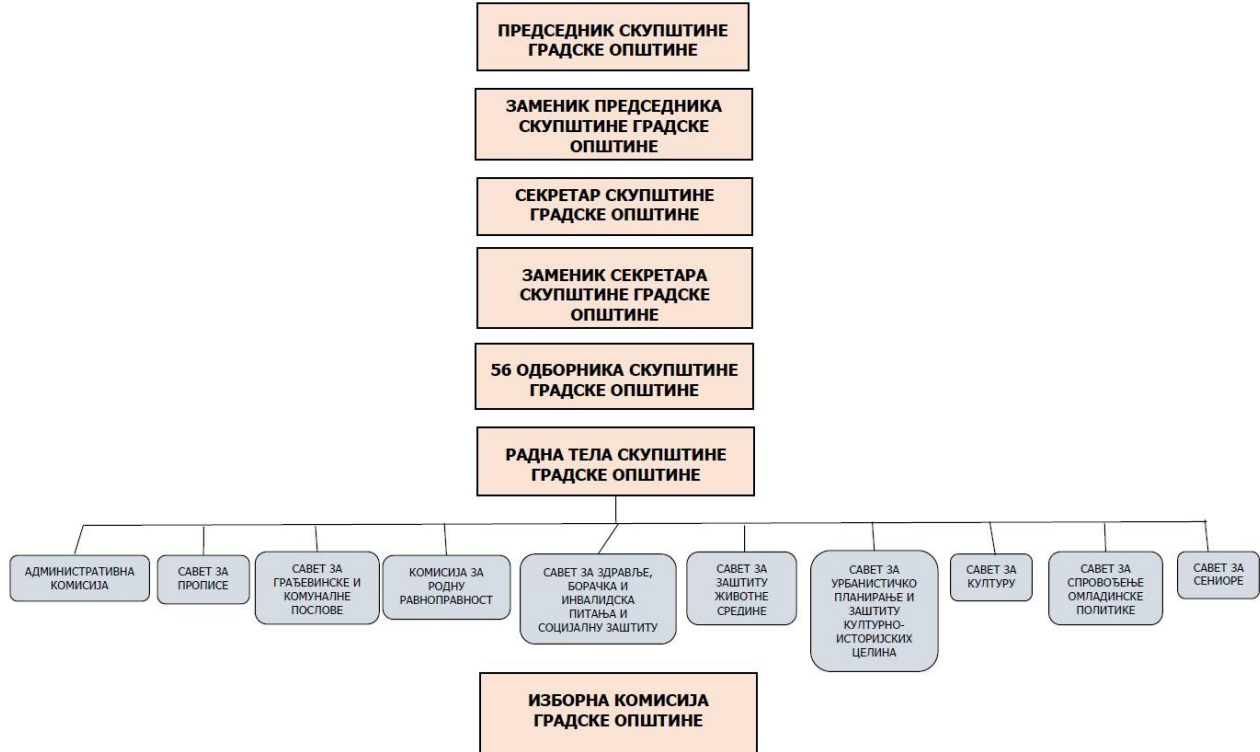 ПРЕДСЕДНИК СКУПШТИНЕ
ГРАДСКЕ ОПШТИНЕ
ЗАМЕНИК ПРЕДСЕДНИКА
СКУПШТИНЕ ГРАДСКЕ
ОПШТИНЕ
СЕКРЕТАР СКУПШТИНЕ
ГРАДСКЕ ОПШТИНЕ
ЗАМЕНИК СЕКРЕТАРА
СКУПШТИНЕ ГРАДСКЕ
ОПШТИНЕ
56 ОДБОРНИКА СКУПШТИНЕ
ГРАДСКЕ ОПШТИНЕ
РАДНА ТЕЛА СКУПШТИНЕ
ГРАДСКЕ ОПШТИНЕ
АДМИНИСТРАТИВНА
КОМИСИЈА
САВЕТ ЗА
ПРОПИСЕ
САВЕТ ЗА
ГРАЂЕВИНСКЕ И
КОМУНАЛНЕ
ПОСЛОВЕ
КОМИСИЈА ЗА
РОДНУ
РАВНОПРАВНОСТ
САВЕТ ЗА ЗДРАВЉЕ,
БОРАЧКА И
ИНВАЛИДСКА
ПИТАЊА И
СОЦИЈАЛНУ ЗАШТИТУ
САВЕТ ЗА
ЗАШТИТУ
ЖИВОТНЕ
СРЕДИНЕ
САВЕТ ЗА
УРБАНИСТИЧКО
ПЛАНИРАЊЕ И
ЗАШТИТУ
КУЛТУРНО-
ИСТОРИЈСКИХ
ЦЕЛИНА
САВЕТ ЗА
КУЛТУРУ
САВЕТ ЗА
СПРОВОЂЕЊЕ
ОМЛАДИНСКЕ
ПОЛИТИКЕ
САВЕТ ЗА
СЕНИОРЕ
ИЗБОРНА КОМИСИЈА
ГРАДСКЕ ОПШТИНЕ